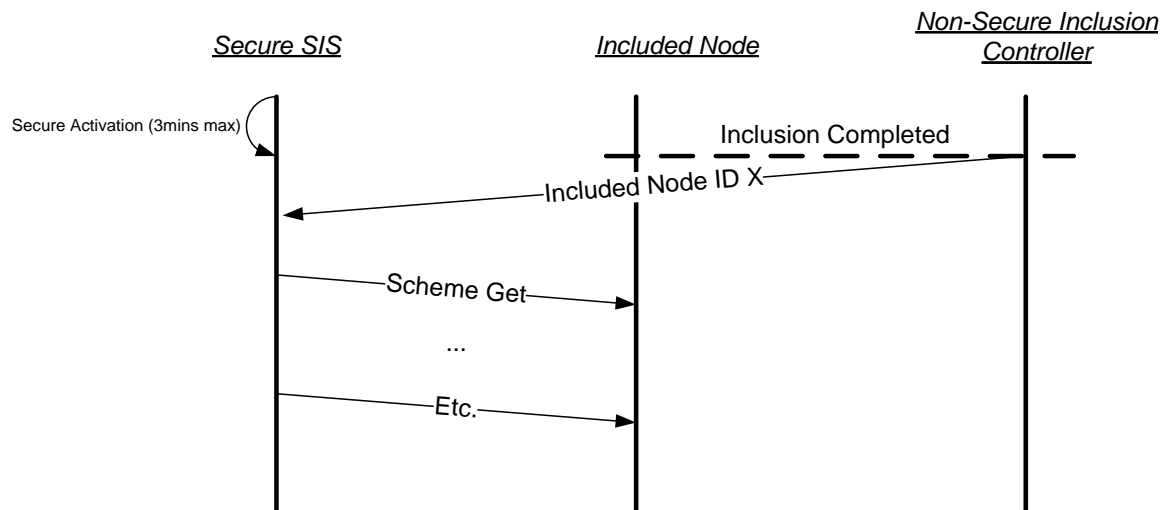 Secure SIS
Included Node
Non-Secure Inclusion
Controller
Secure Activation (3mins max)
Inclusion Completed
Included Node ID X
Scheme Get
...
Etc.